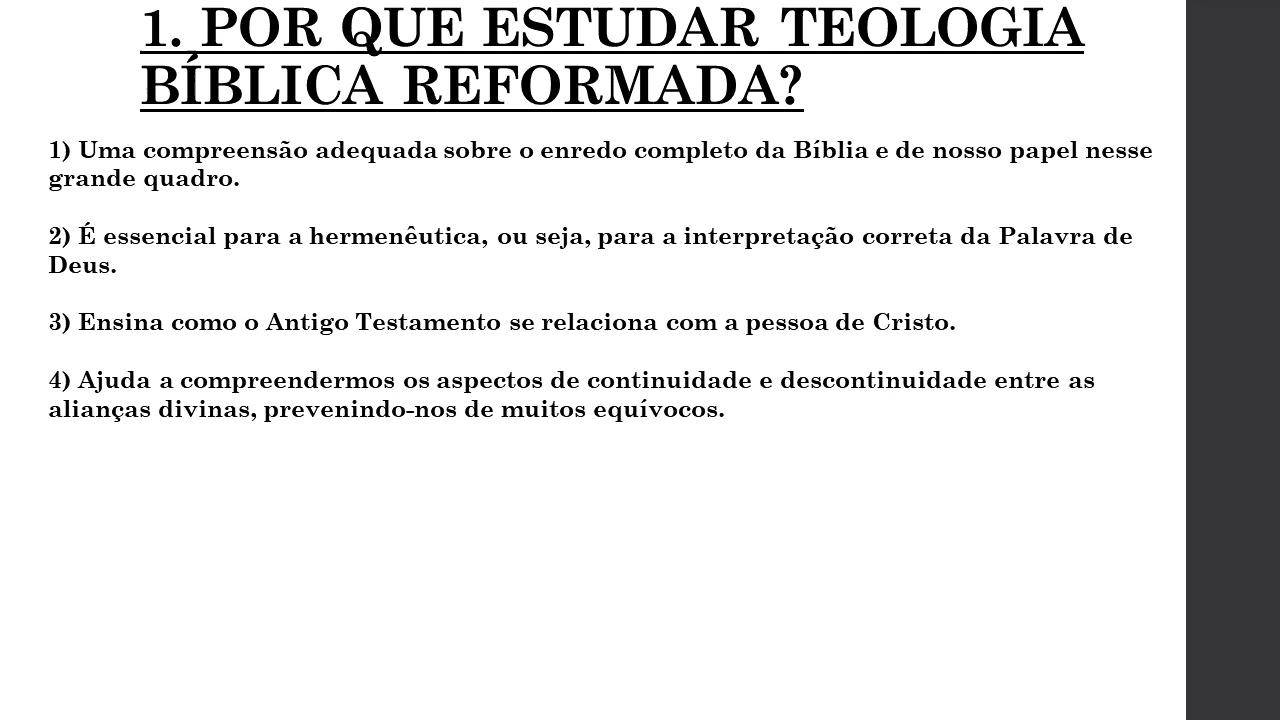 1. POR QUE ESTUDAR TEOLOGIA
BÍBLICA REFORMADA?
1) Uma compreensão adequada sobre o enredo completo da Bíblia e de nosso papel nesse
grande quadro.
2) É essencial para a hermenêutica, ou seja, para a interpretação correta da Palavra de
Deus.
3) Ensina como o Antigo Testamento se relaciona com a pessoa de Cristo.
4) Ajuda a compreendermos os aspectos de continuidade e descontinuidade entre as
alianças divinas, prevenindo-nos de muitos equívocos.